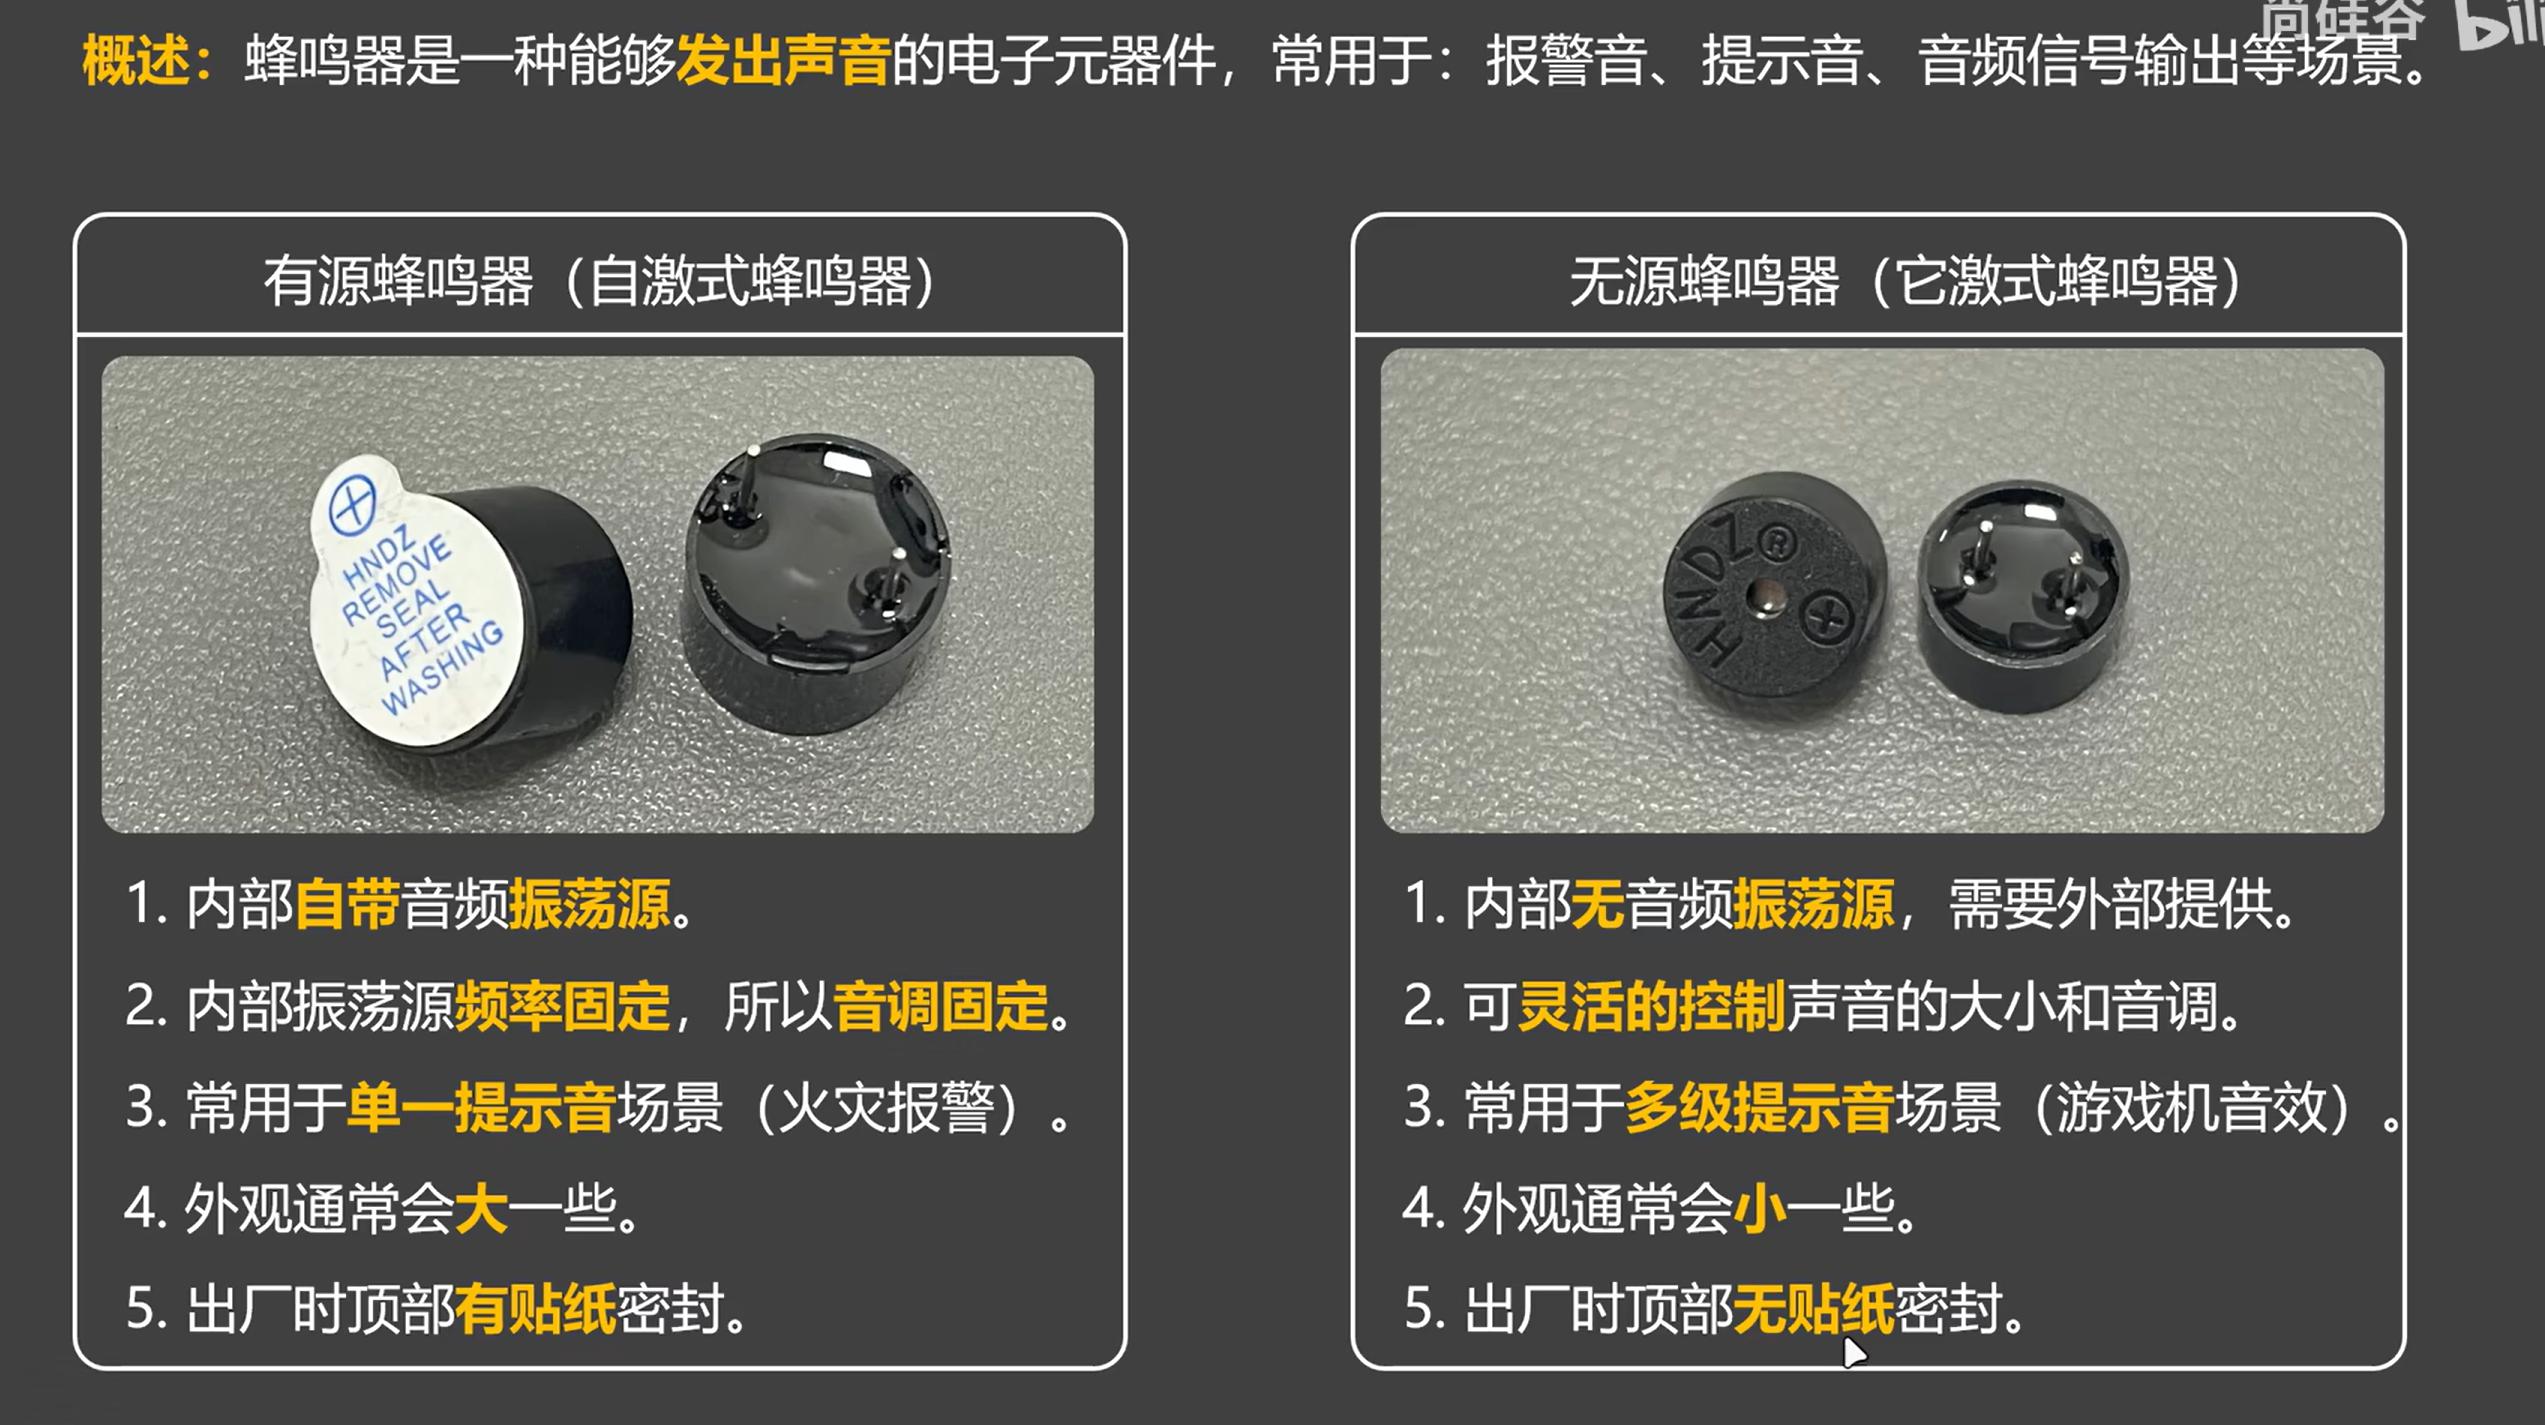 尚硅谷 bili
概述：蜂鸣器是一种能够发出声音的电子元器件，常用于：报警音、提示音、音频信号输出等场景。
有源蜂鸣器（自激式蜂鸣器）
HNDZ
REMOVE
SEAL
AFTER
WASHING
1. 内部自带音频振荡源。
2. 内部振荡源频率固定，所以音调固定。
3. 常用于单一提示音场景（火灾报警）。
4. 外观通常会大一些。
5. 出厂时顶部有贴纸密封。
无源蜂鸣器（它激式蜂鸣器）
HNDZ®
1. 内部无音频振荡源，需要外部提供。
2. 可灵活的控制声音的大小和音调。
3. 常用于多级提示音场景（游戏机音效）。
4. 外观通常会小一些。
5. 出厂时顶部无贴纸密封。